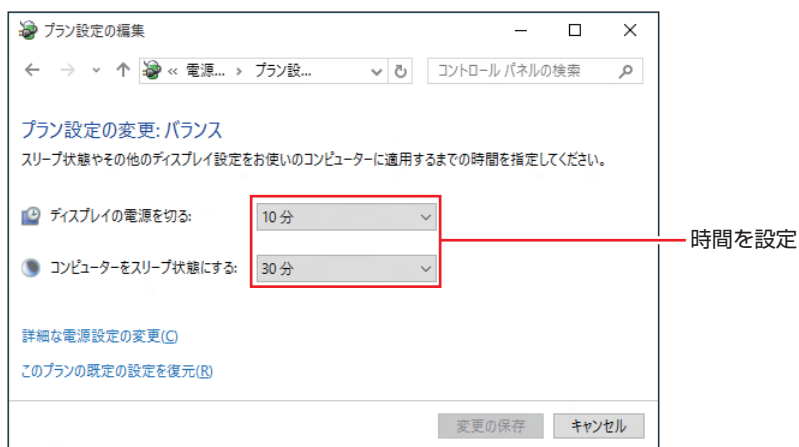 プラン設定の編集
« 電源... › プラン設...
コントロール パネルの検索
プラン設定の変更: バランス
スリープ状態やその他のディスプレイ設定をお使いのコンピューターに適用するまでの時間を指定してください。
ディスプレイの電源を切る: 10 分
時間を設定
コンピューターをスリープ状態にする: 30 分
詳細な電源設定の変更(C)
このプランの既定の設定を復元(R)
変更の保存 キャンセル